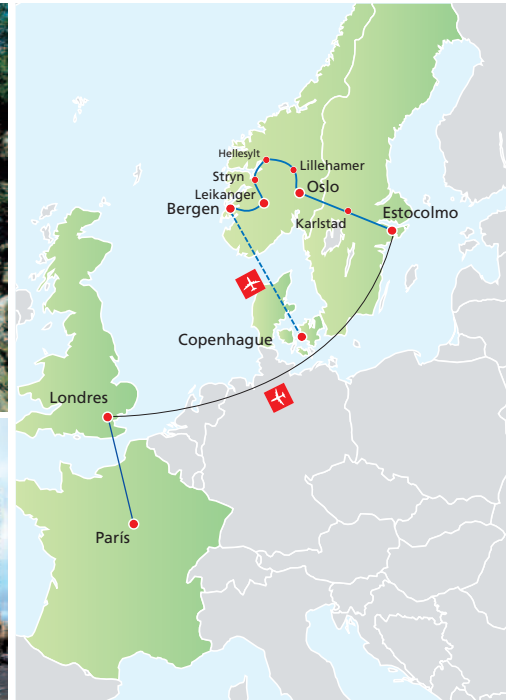 Hellesylt
Lillehamer
Stryn
Oslo
Leikanger
Bergen
Estocolmo
Karlstad
Copenhague
Londres
París